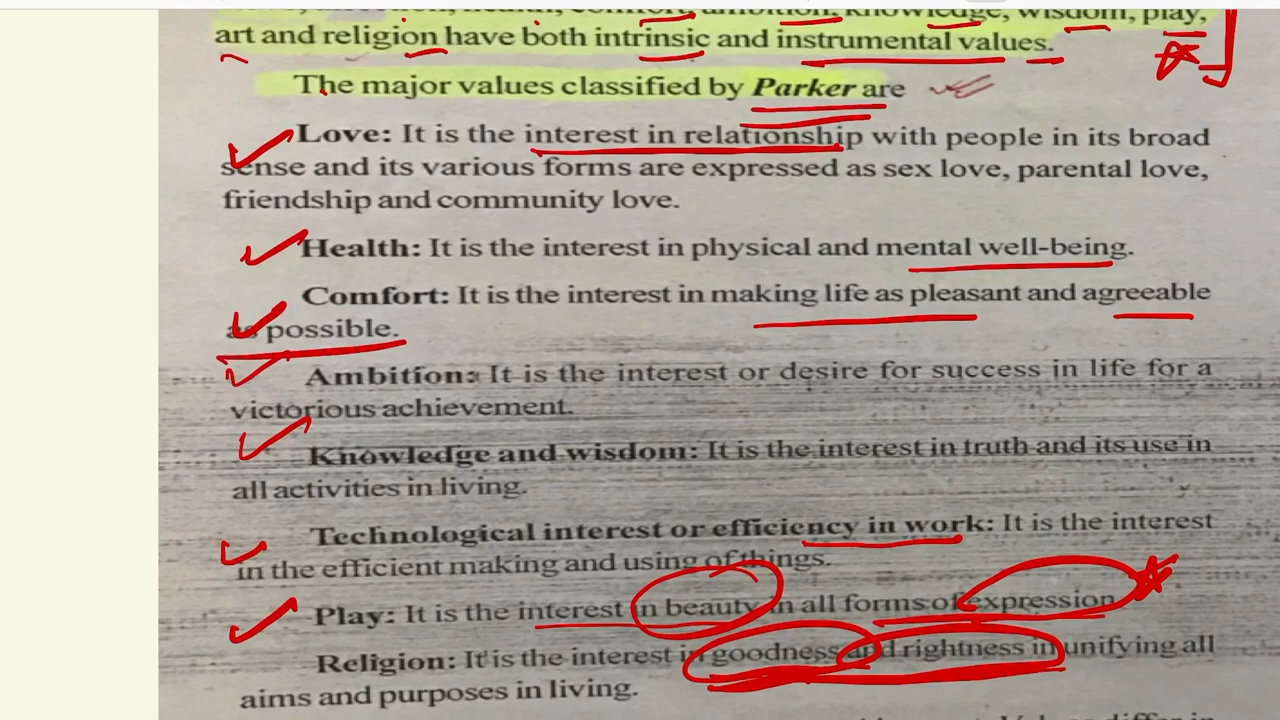 knowledge, wisdom, play,
art and religion have both intrinsic and instrumental values.
The major values classified by Parker are
Love: It is the interest in relationship with people in its broad
sense and its various forms are expressed as sex love, parental love,
friendship and community love.
Health: It is the interest in physical and mental well-being.
Comfort: It is the interest in making life as pleasant and agreeable
as possible.
Ambition: It is the interest or desire for success in life for a
victorious achievement.
Knowledge and wisdom: It is the interest in truth and its use in
all activities in living.
Technological interest or efficiency in work: It is the interest
in the efficient making and using of things.
Play: It is the interest in beauty in all forms of expression
Religion: It is the interest in goodness and rightness in unifying all
aims and purposes in living.